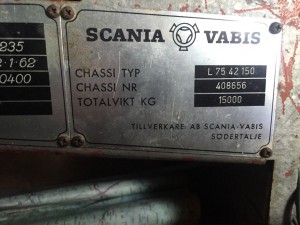 SCANIA VABIS
CHASSI TYP L 75 42 150
CHASSI NR 408656
TOTALVIKT KG 15000
TILLVERKARE: AB SCANIA-VABIS
SÖDERTÄLJE
235
2·1·62
0400